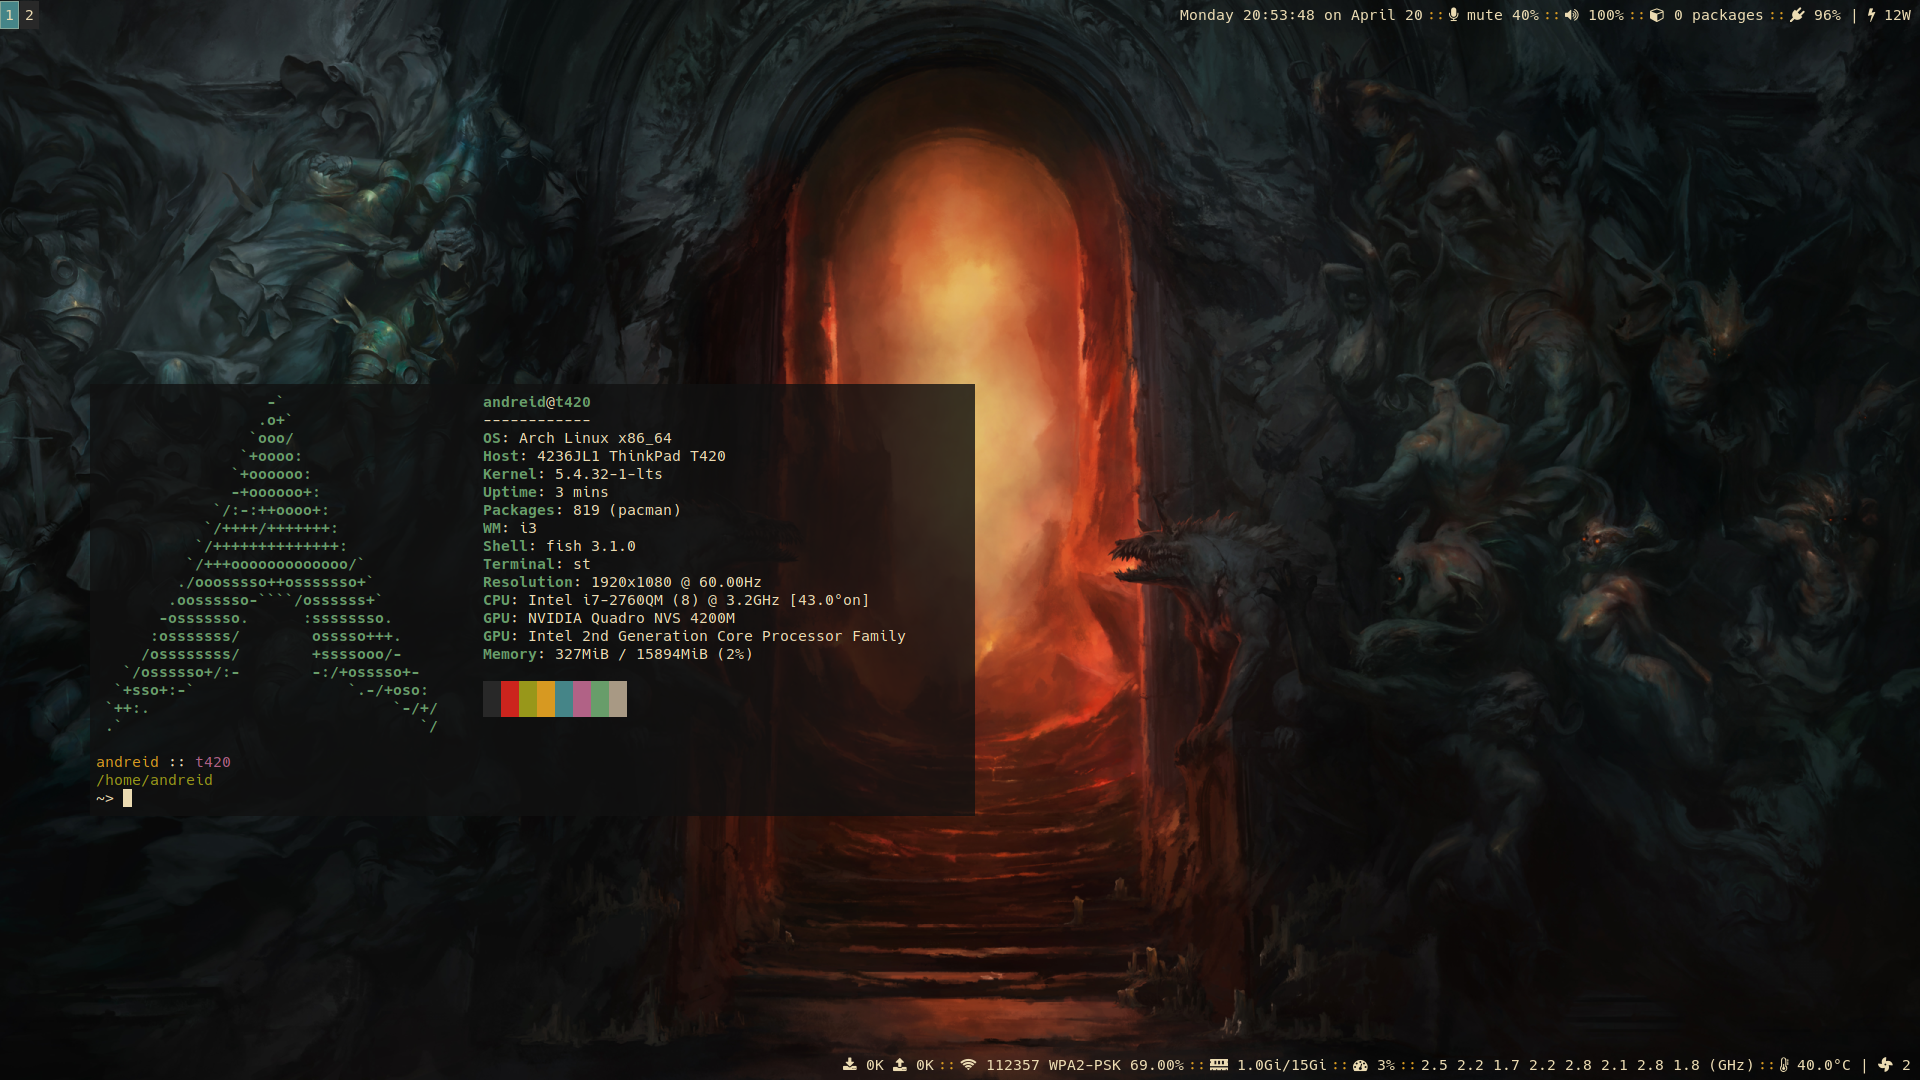 1 2
Monday 20:53:48 on April 20 :: mute 40% :: 100% :: 0 packages :: 96% | 12W
-`
.o+`
`ooo/
`+oooo:
`+oooooo:
-+oooooo+:
`/:-:++oooo+:
`/++++/+++++++:
`/++++++++++++++:
`/+++ooooooooooooo/`
./ooosssso++osssssso+`
.oossssso-````/ossssss+`
-osssssso.      :ssssssso.
:osssssss/        osssso+++.
/ossssssss/        +ssssooo/-
`/ossssso+/:-        -:/+osssso+-
`+sso+:-`                 `.-/+oso:
`++:.                           `-/+/
.`                                 `/
andreid@t420
------------
OS: Arch Linux x86_64
Host: 4236JL1 ThinkPad T420
Kernel: 5.4.32-1-lts
Uptime: 3 mins
Packages: 819 (pacman)
WM: i3
Shell: fish 3.1.0
Terminal: st
Resolution: 1920x1080 @ 60.00Hz
CPU: Intel i7-2760QM (8) @ 3.2GHz [43.0°on]
GPU: NVIDIA Quadro NVS 4200M
GPU: Intel 2nd Generation Core Processor Family
Memory: 327MiB / 15894MiB (2%)
andreid :: t420
/home/andreid
~>
0K 0K :: 112357 WPA2-PSK 69.00% :: 1.0Gi/15Gi :: 3% :: 2.5 2.2 1.7 2.2 2.8 2.1 2.8 1.8 (GHz) :: 40.0°C | 2